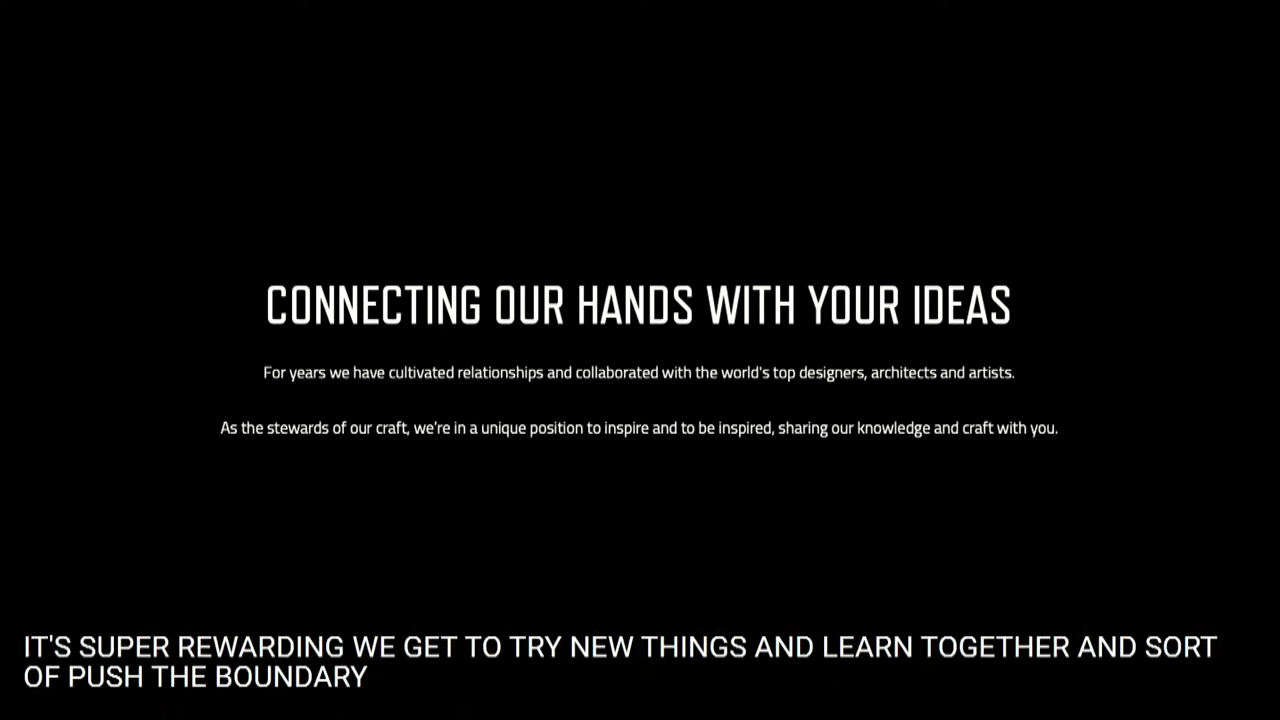 CONNECTING OUR HANDS WITH YOUR IDEAS
For years we have cultivated relationships and collaborated with the world's top designers, architects and artists.
As the stewards of our craft, we're in a unique position to inspire and to be inspired, sharing our knowledge and craft with you.
IT'S SUPER REWARDING WE GET TO TRY NEW THINGS AND LEARN TOGETHER AND SORT
OF PUSH THE BOUNDARY